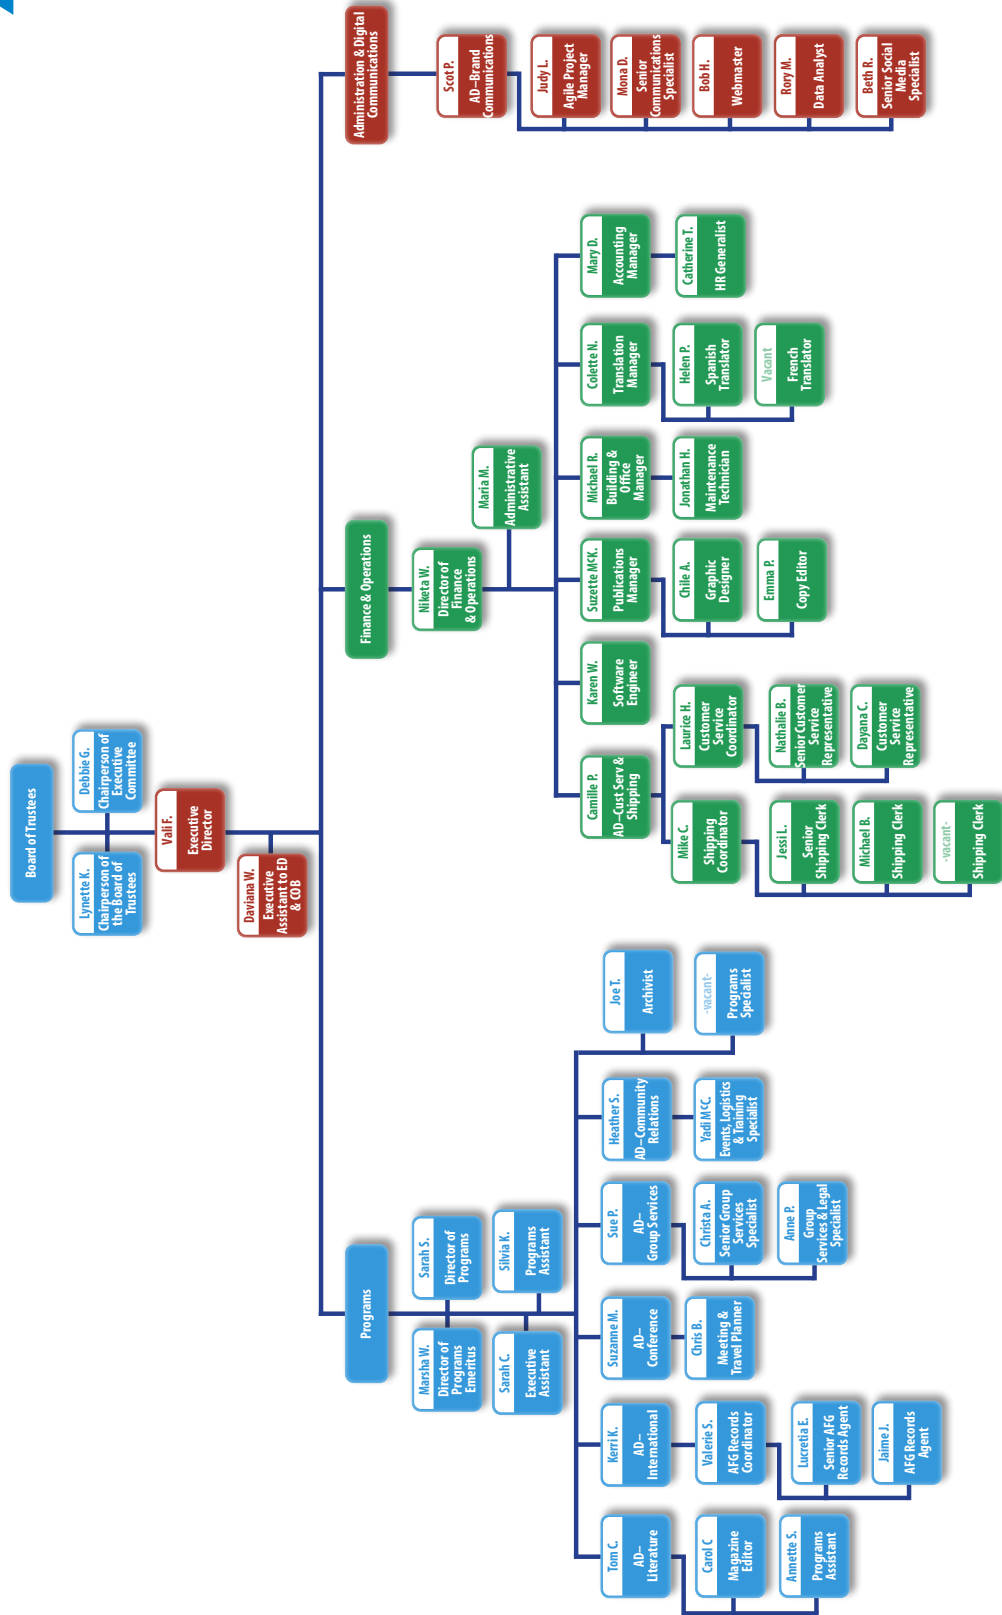 Board of Trustees
Lynette K.
Chairperson of
the Board of
Trustees
Debbie G.
Chairperson of
Executive
Committee
Vali F.
Executive
Director
Daviana W.
Executive
Assistant to ED
& COB
Programs
Marsha W.
Director of
Programs
Emeritus
Sarah S.
Director of
Programs
Sarah C.
Executive
Assistant
Silvia K.
Programs
Assistant
Tom C.
AD–
Literature
Carol C
Magazine
Editor
Annette S.
Programs
Assistant
Kerri K.
AD–
International
Valerie S.
AFG Records
Coordinator
Lucretia E.
Senior AFG
Records Agent
Jaime J.
AFG Records
Agent
Suzanne M.
AD–
Conference
Chris B.
Meeting &
Travel Planner
Sue P.
AD–
Group Services
Christa A.
Senior Group
Services
Specialist
Anne P.
Group
Services & Legal
Specialist
Heather S.
AD–Community
Relations
Yadi McC.
Events, Logistics
& Training
Specialist
Joe T.
Archivist
-vacant-
Programs
Specialist
Finance & Operations
Niketa W.
Director of
Finance
& Operations
Maria M.
Administrative
Assistant
Camille P.
AD–Cust Serv &
Shipping
Mike C.
Shipping
Coordinator
Jessi L.
Senior
Shipping Clerk
Michael B.
Shipping Clerk
-vacant-
Shipping Clerk
Laurice H.
Customer
Service
Coordinator
Nathalie B.
Senior Customer
Service
Representative
Dayana C.
Customer
Service
Representative
Karen W.
Software
Engineer
Suzette McK.
Publications
Manager
Chile A.
Graphic
Designer
Emma P.
Copy Editor
Michael R.
Building &
Office
Manager
Jonathan H.
Maintenance
Technician
Colette N.
Translation
Manager
Helen P.
Spanish
Translator
Vacant
French
Translator
Mary D.
Accounting
Manager
Catherine T.
HR Generalist
Administration & Digital
Communications
Scot P.
AD–Brand
Communications
Judy L.
Agile Project
Manager
Mona D.
Senior
Communications
Specialist
Bob H.
Webmaster
Rory M.
Data Analyst
Beth R.
Senior Social
Media
Specialist